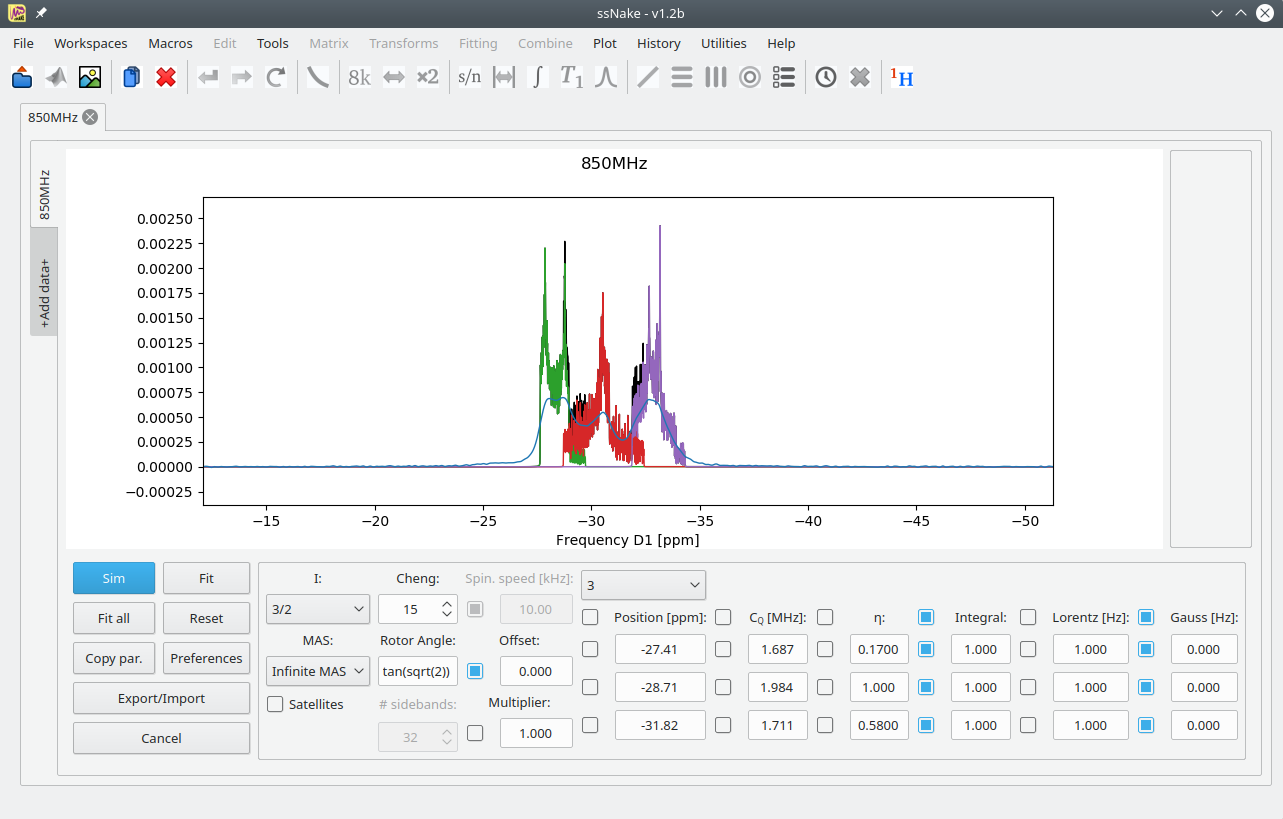 ssNake - v1.2b
File Workspaces Macros Edit Tools Matrix Transforms Fitting Combine Plot History Utilities Help
8k ×2 s/n ∫ T₁ ¹H
850MHz
850MHz
+Add data+
850MHz
0.00250
0.00225
0.00200
0.00175
0.00150
0.00125
0.00100
0.00075
0.00050
0.00025
0.00000
−0.00025
−15 −20 −25 −30 −35 −40 −45 −50
Frequency D1 [ppm]
Sim Fit
Fit all Reset
Copy par. Preferences
Export/Import
Cancel
I: Cheng: Spin. speed [kHz]:
3/2 15 10.00
MAS: Rotor Angle: Offset:
Infinite MAS tan(sqrt(2)) 0.000
Satellites # sidebands: Multiplier:
32 1.000
3
Position [ppm]: C_Q [MHz]: η: Integral: Lorentz [Hz]: Gauss [Hz]:
-27.41 1.687 0.1700 1.000 1.000 0.000
-28.71 1.984 1.000 1.000 1.000 0.000
-31.82 1.711 0.5800 1.000 1.000 0.000